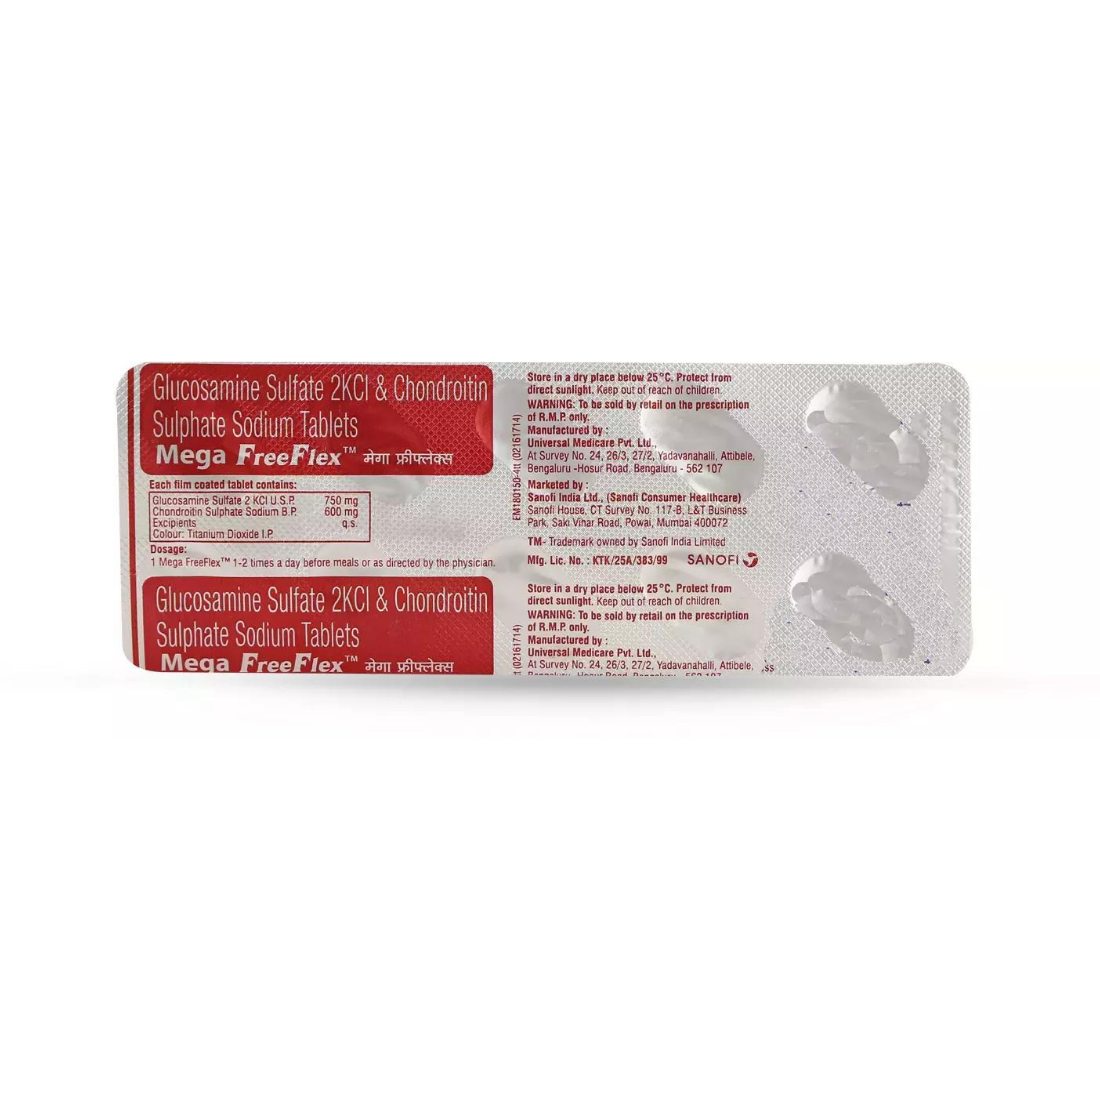 Glucosamine Sulfate 2KCl & Chondroitin
Sulphate Sodium Tablets
Mega FreeFlex™ मेगा फ्रीफ्लेक्स
Each film coated tablet contains:
Glucosamine Sulfate 2 KCl U.S.P. 750 mg
Chondroitin Sulphate Sodium B.P. 600 mg
Excipients q.s.
Colour: Titanium Dioxide I.P.
Dosage:
1 Mega FreeFlex™ 1-2 times a day before meals or as directed by the physician.
Glucosamine Sulfate 2KCl & Chondroitin
Sulphate Sodium Tablets
Mega FreeFlex™ मेगा फ्रीफ्लेक्स
(02161714)
Store in a dry place below 25°C. Protect from
direct sunlight. Keep out of reach of children.
WARNING: To be sold by retail on the prescription
of R.M.P. only.
Manufactured by :
Universal Medicare Pvt. Ltd.,
At Survey No. 24, 26/3, 27/2, Yadavanahalli, Attibele,
Bengaluru -Hosur Road, Bengaluru - 562 107
Marketed by :
Sanofi India Ltd., (Sanofi Consumer Healthcare)
Sanofi House, CT Survey No. 117-B, L&T Business
Park, Saki Vihar Road, Powai, Mumbai 400072
TM- Trademark owned by Sanofi India Limited
Mfg. Lic. No. : KTK/25A/383/99 SANOFI
(02161714)
Store in a dry place below 25°C. Protect from
direct sunlight. Keep out of reach of children.
WARNING: To be sold by retail on the prescription
of R.M.P. only.
Manufactured by :
Universal Medicare Pvt. Ltd.,
At Survey No. 24, 26/3, 27/2, Yadavanahalli, Attibele,